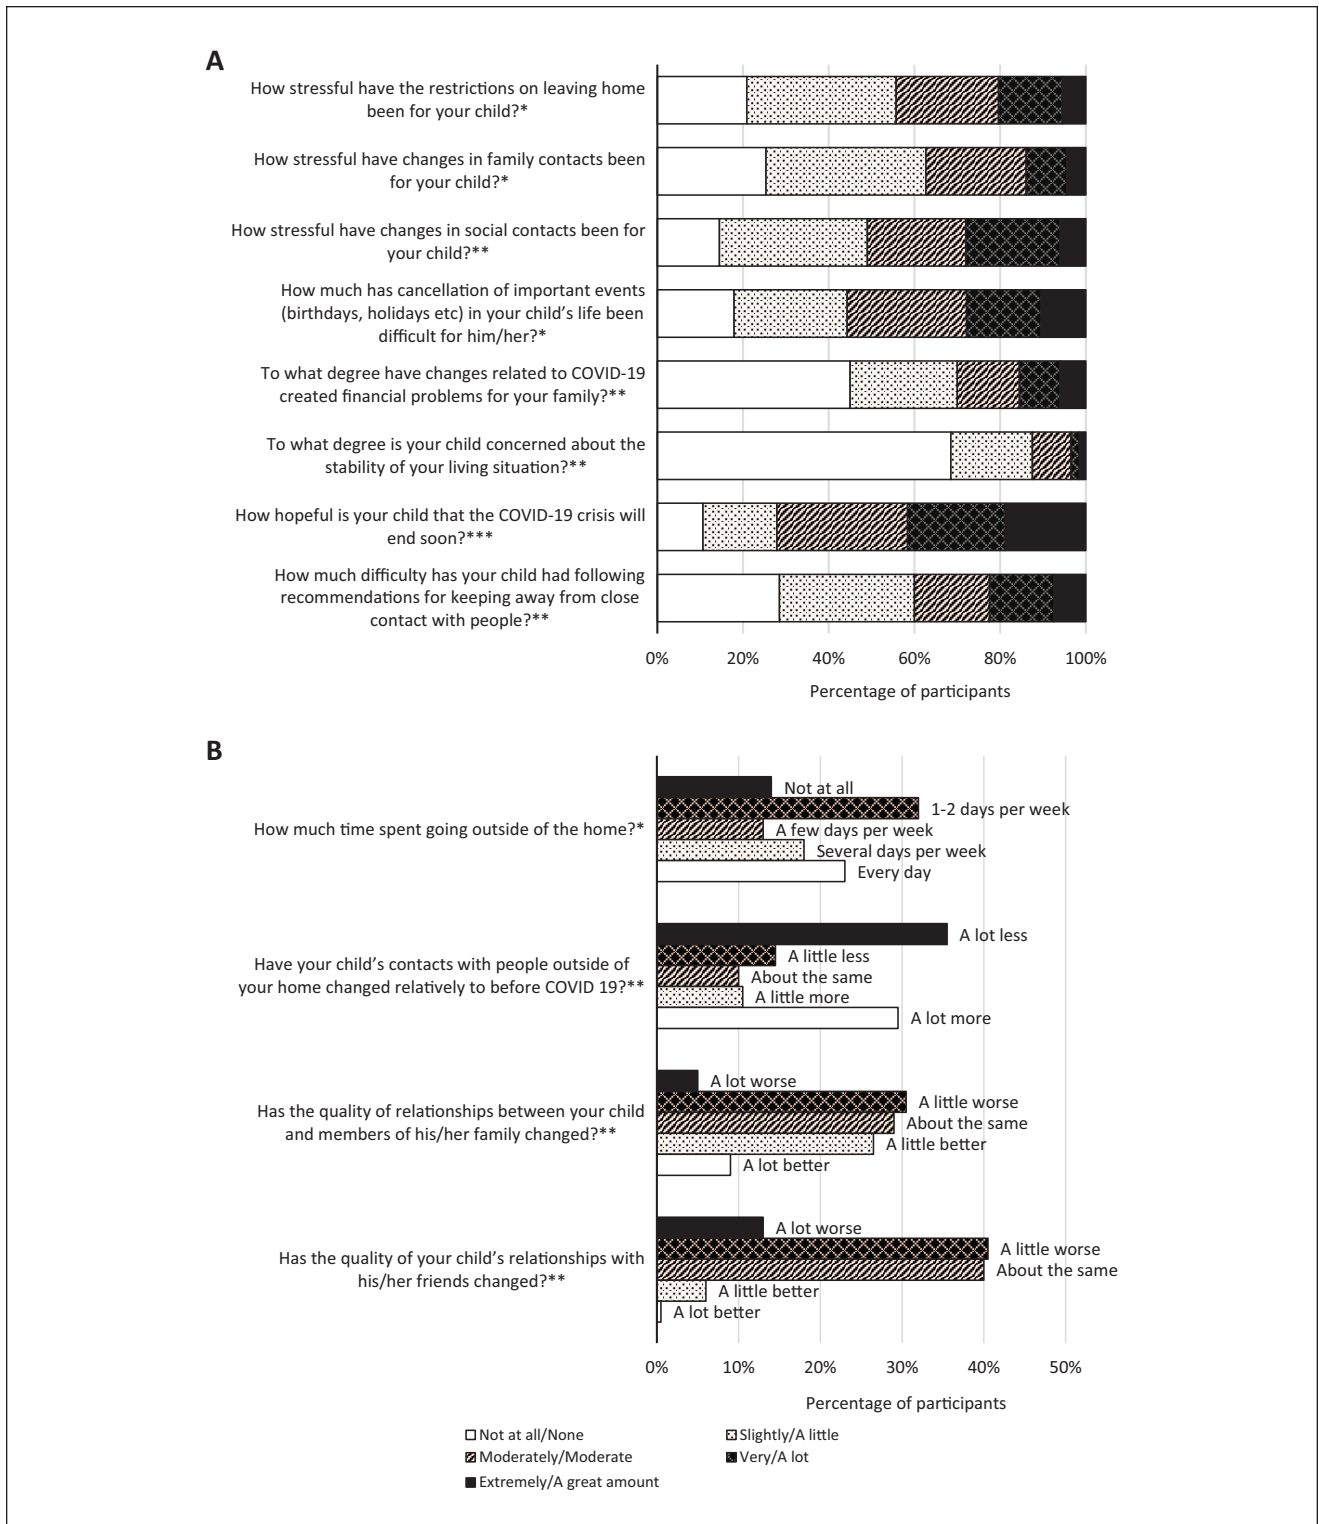 A
How stressful have the restrictions on leaving home
been for your child?*
How stressful have changes in family contacts been
for your child?*
How stressful have changes in social contacts been for
your child?**
How much has cancellation of important events
(birthdays, holidays etc) in your child's life been
difficult for him/her?*
To what degree have changes related to COVID-19
created financial problems for your family?**
To what degree is your child concerned about the
stability of your living situation?**
How hopeful is your child that the COVID-19 crisis will
end soon?***
How much difficulty has your child had following
recommendations for keeping away from close
contact with people?**
0% 20% 40% 60% 80% 100%
Percentage of participants
B
How much time spent going outside of the home?*
Not at all
1-2 days per week
A few days per week
Several days per week
Every day
Have your child's contacts with people outside of
your home changed relatively to before COVID 19?**
A lot less
A little less
About the same
A little more
A lot more
Has the quality of relationships between your child
and members of his/her family changed?**
A lot worse
A little worse
About the same
A little better
A lot better
Has the quality of your child's relationships with
his/her friends changed?**
A lot worse
A little worse
About the same
A little better
A lot better
0% 10% 20% 30% 40% 50%
Percentage of participants
Not at all/None Slightly/A little
Moderately/Moderate Very/A lot
Extremely/A great amount